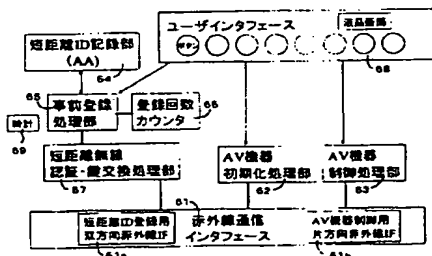 ユーザインタフェース
液晶画面
ボタン
68
短距離ID記録部
(AA)
64
65
事前登録
処理部
登録回数
カウンタ
66
時計
69
短距離無線
認証・鍵交換処理部
67
AV機器
初期化処理部
62
AV機器
制御処理部
63
61
赤外線通信
インタフェース
短距離ID登録用
双方向赤外線IF
61a
AV機器制御用
片方向赤外線IF
61b